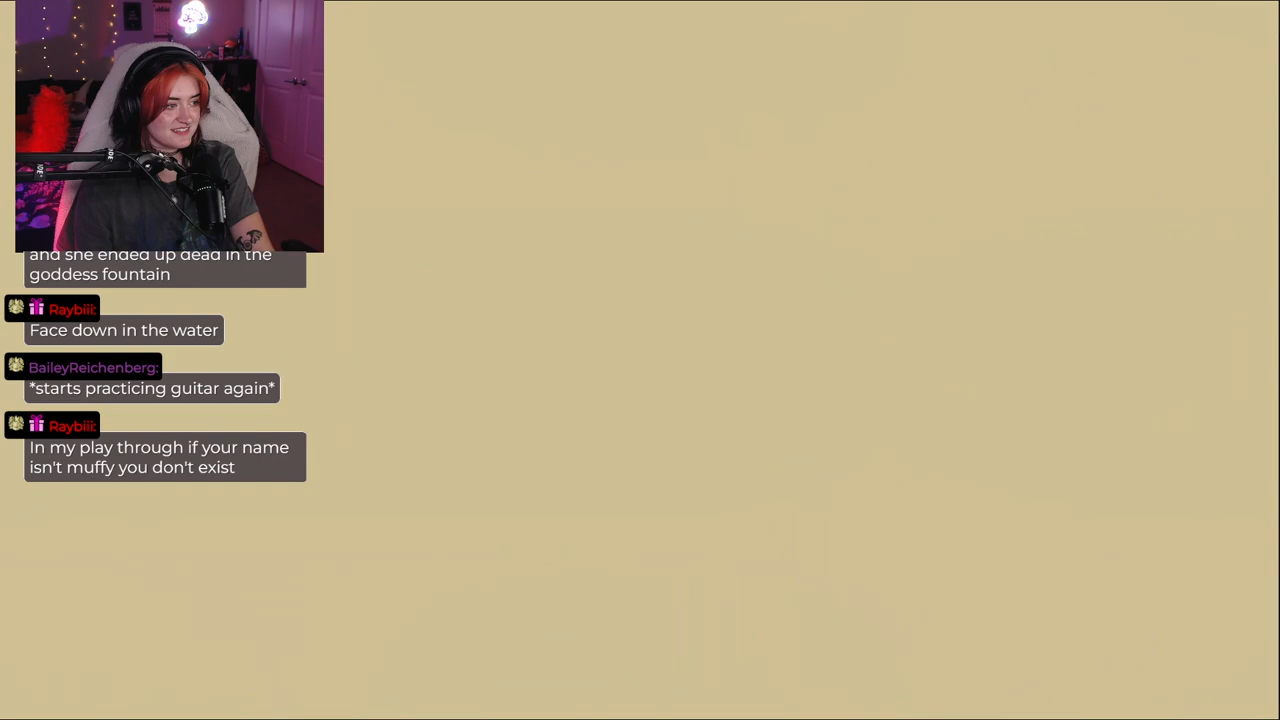 and she ended up dead in the
goddess fountain
Raybiii:
Face down in the water
BaileyReichenberg:
*starts practicing guitar again*
Raybiii:
In my play through if your name
isn't muffy you don't exist